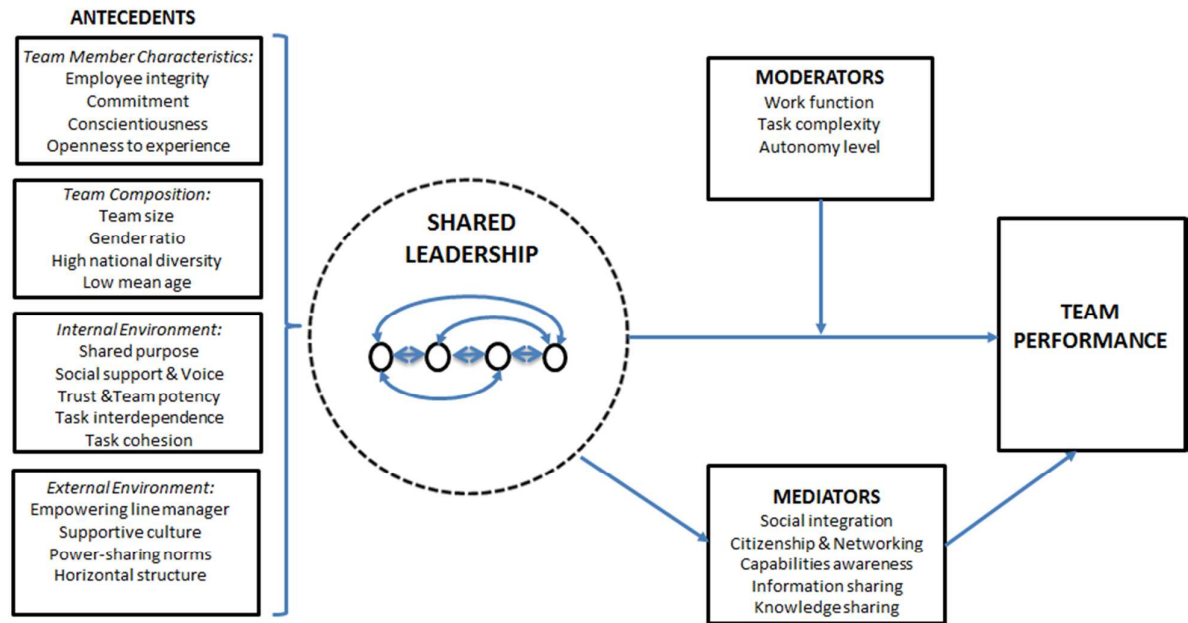 ANTECEDENTS
Team Member Characteristics:
Employee integrity
Commitment
Conscientiousness
Openness to experience
Team Composition:
Team size
Gender ratio
High national diversity
Low mean age
Internal Environment:
Shared purpose
Social support & Voice
Trust &Team potency
Task interdependence
Task cohesion
External Environment:
Empowering line manager
Supportive culture
Power-sharing norms
Horizontal structure
SHARED
LEADERSHIP
MODERATORS
Work function
Task complexity
Autonomy level
MEDIATORS
Social integration
Citizenship & Networking
Capabilities awareness
Information sharing
Knowledge sharing
TEAM
PERFORMANCE